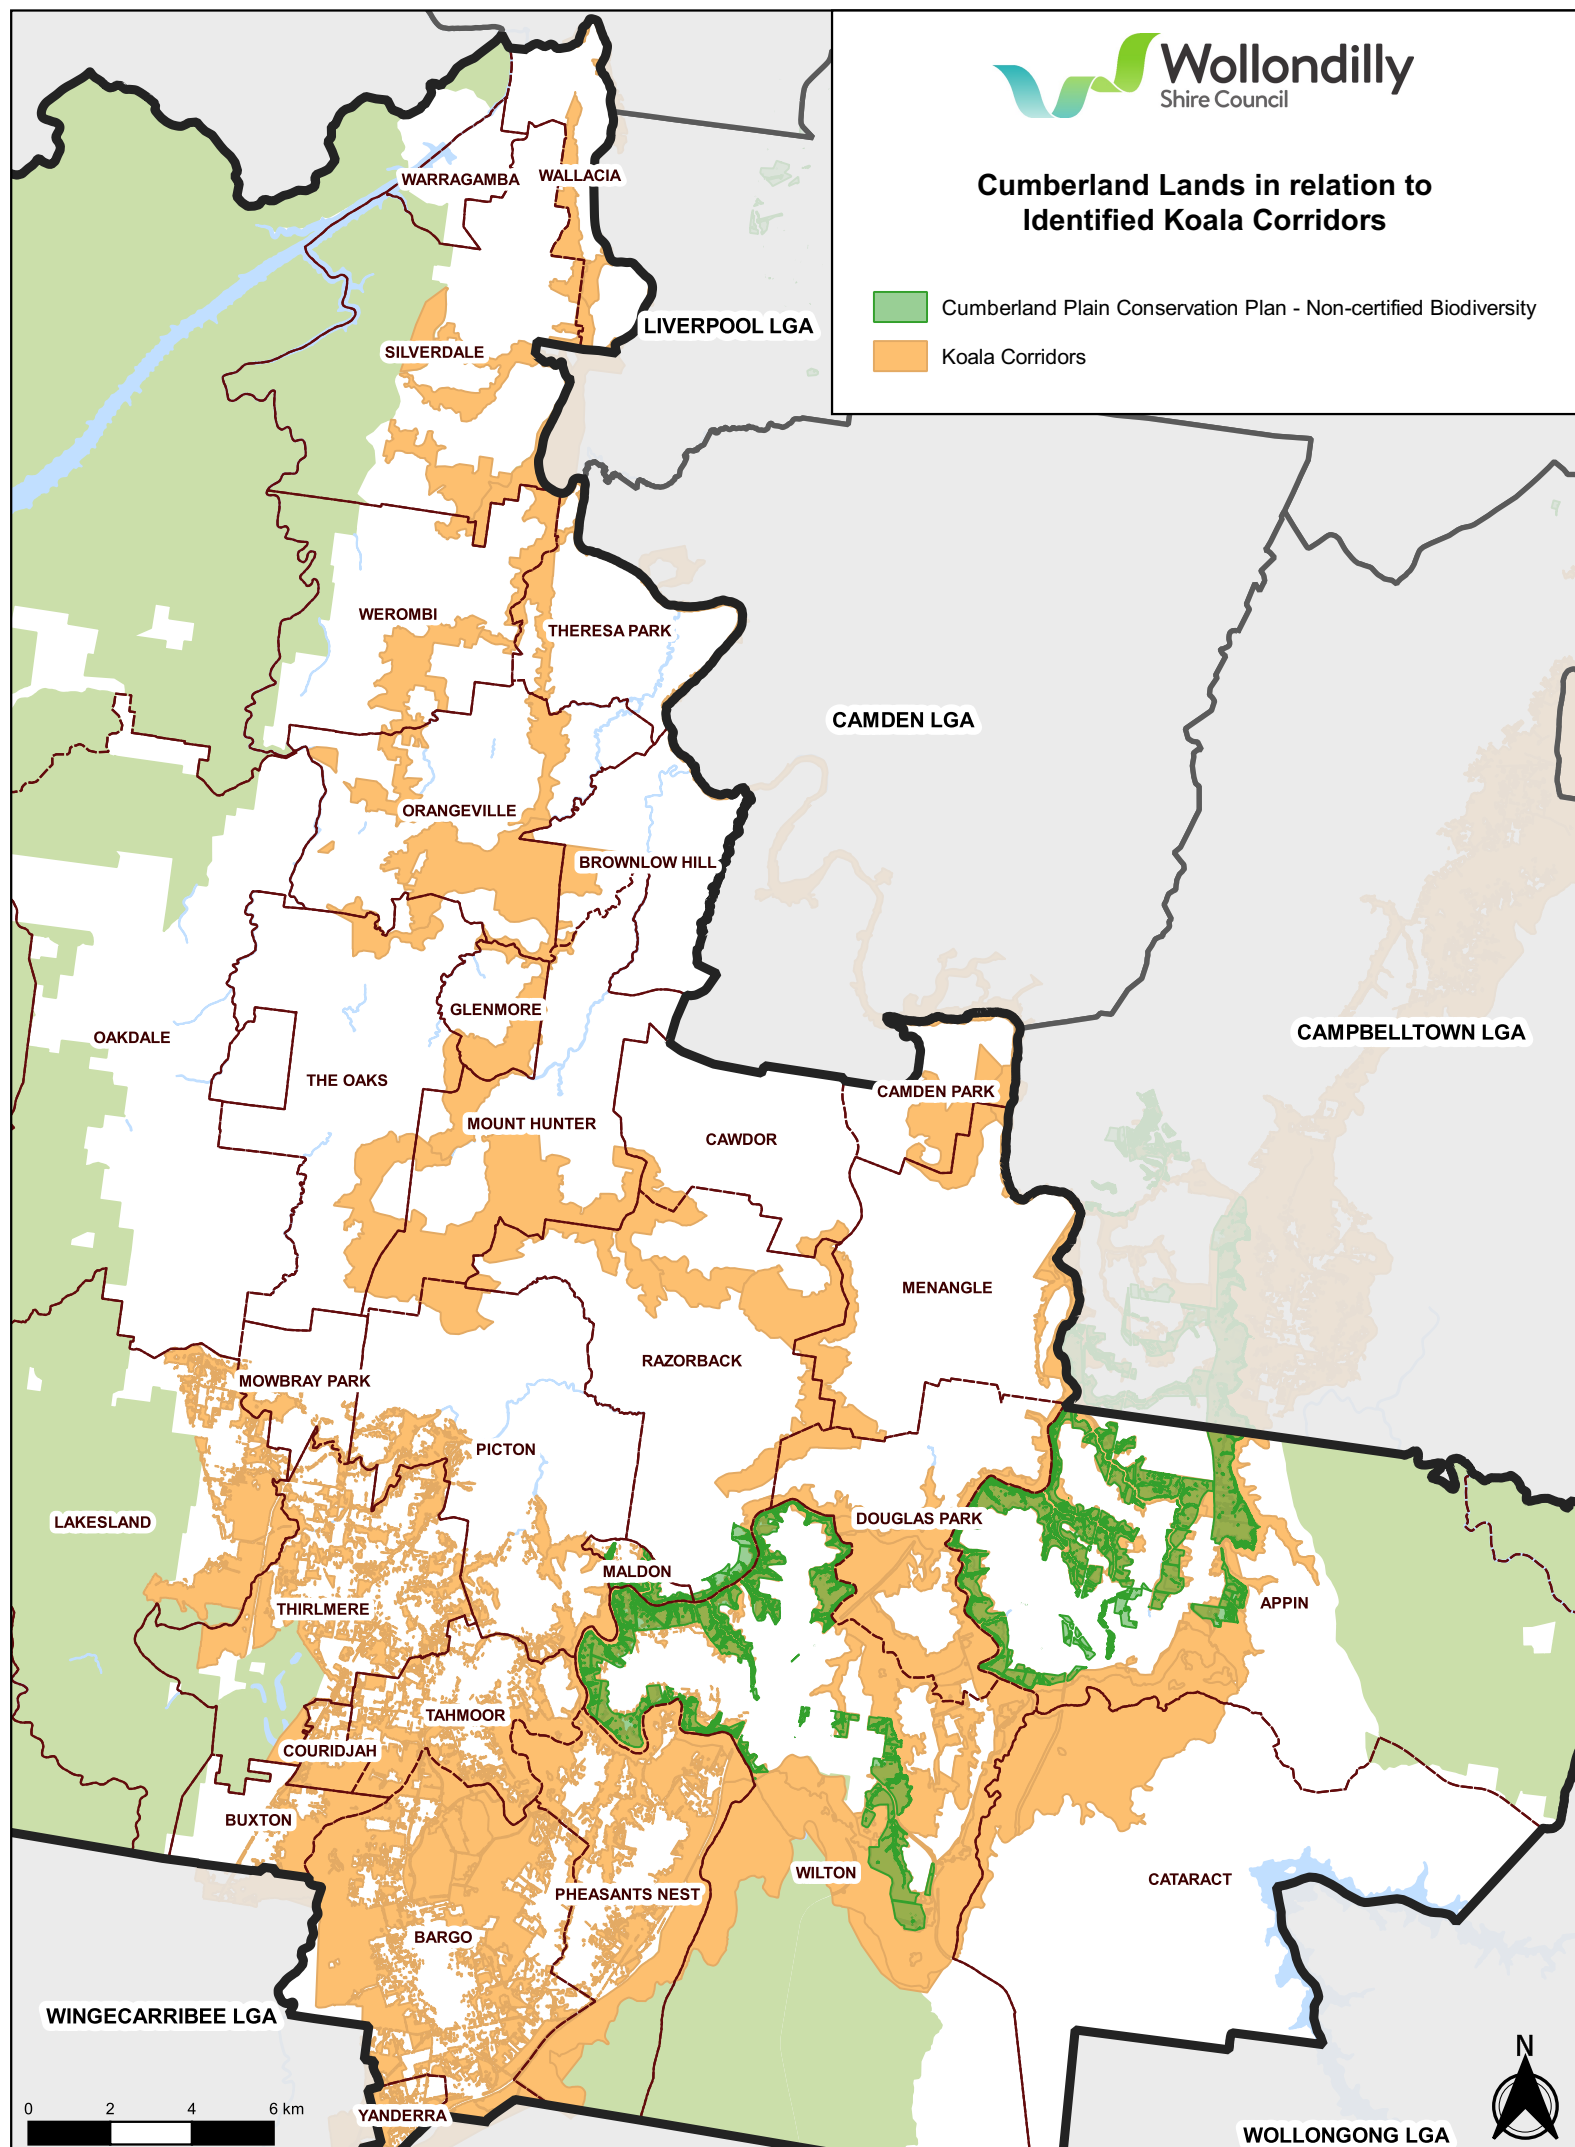 Wollondilly
Shire Council
Cumberland Lands in relation to
Identified Koala Corridors
Cumberland Plain Conservation Plan - Non-certified Biodiversity
Koala Corridors
WARRAGAMBA
WALLACIA
LIVERPOOL LGA
SILVERDALE
WEROMBI
THERESA PARK
CAMDEN LGA
ORANGEVILLE
BROWNLOW HILL
GLENMORE
OAKDALE
CAMPBELLTOWN LGA
THE OAKS
CAMDEN PARK
MOUNT HUNTER
CAWDOR
MENANGLE
RAZORBACK
MOWBRAY PARK
PICTON
LAKESLAND
DOUGLAS PARK
MALDON
THIRLMERE
APPIN
TAHMOOR
COURIDJAH
BUXTON
WILTON
CATARACT
PHEASANTS NEST
BARGO
WINGECARRIBEE LGA
N
0 2 4 6 km
YANDERRA
WOLLONGONG LGA